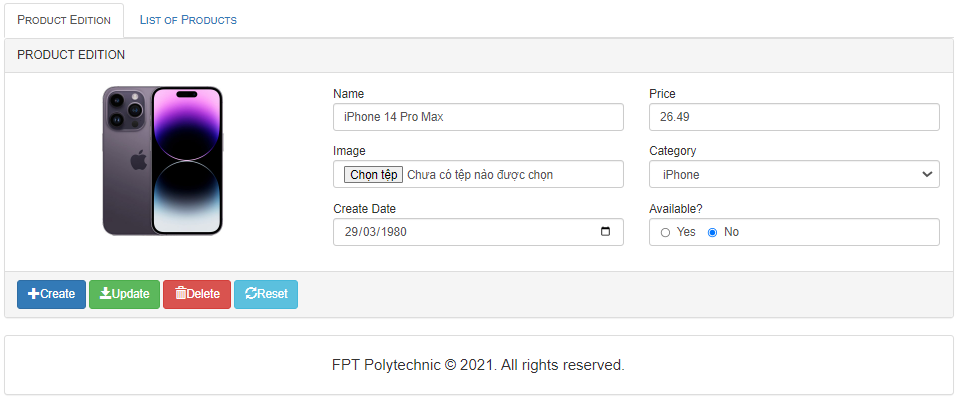 Product Edition List of Products
PRODUCT EDITION
Name Price
iPhone 14 Pro Max 26.49
Image Category
Chọn tệp Chưa có tệp nào được chọn iPhone
Create Date Available?
29/03/1980 Yes No
Create Update Delete Reset
FPT Polytechnic © 2021. All rights reserved.